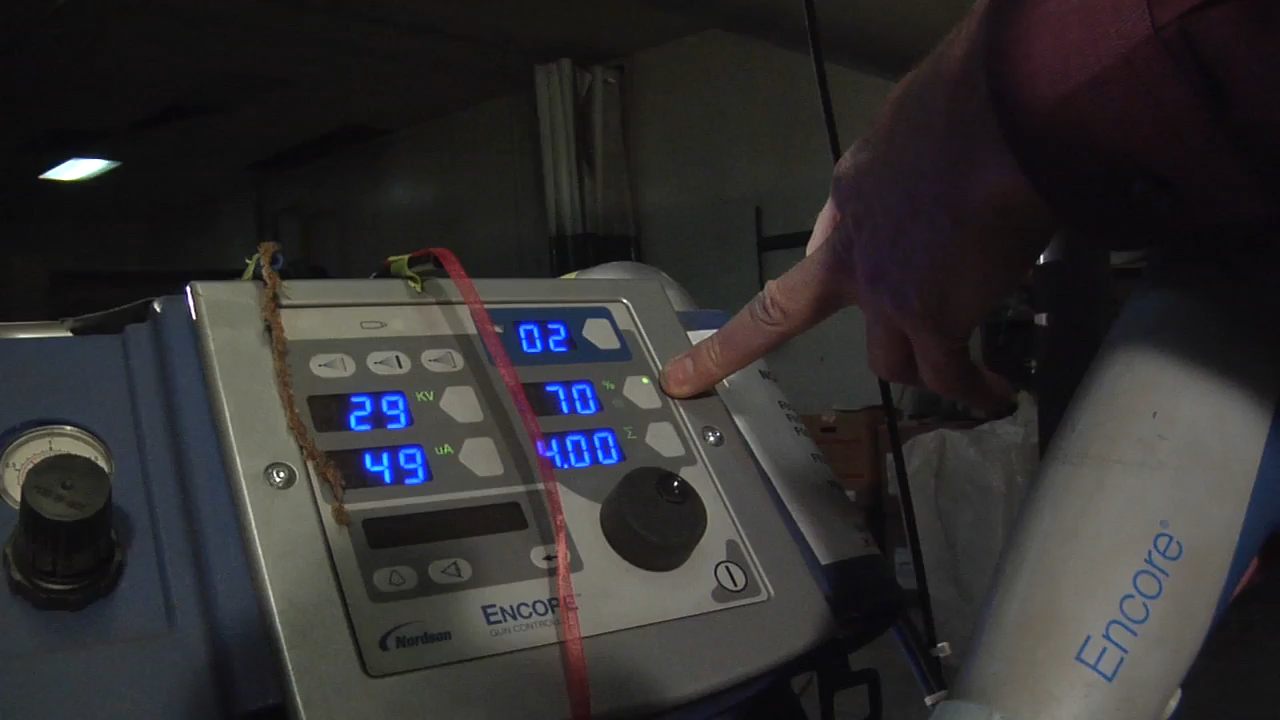 02
29 KV
70 %
49 uA
4.00 Σ
ENCORE
GUN CONTROL
Nordson
Encore®